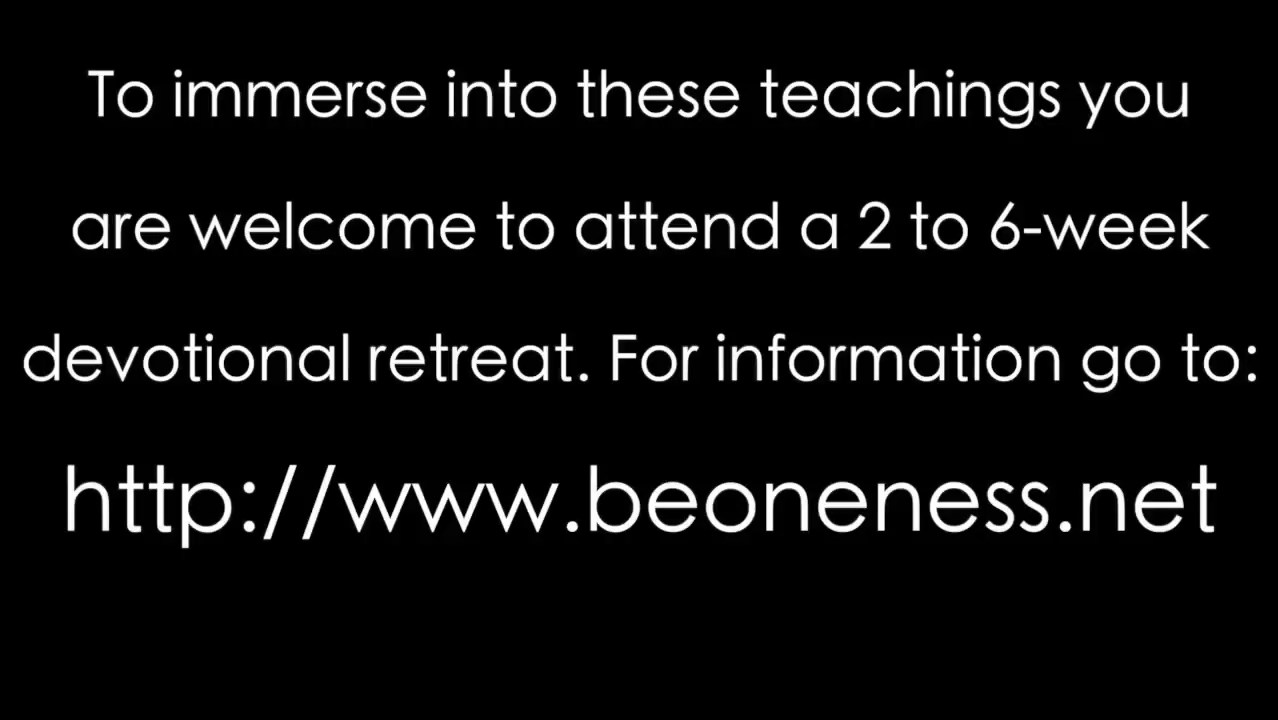 To immerse into these teachings you
are welcome to attend a 2 to 6-week
devotional retreat. For information go to:
http://www.beoneness.net